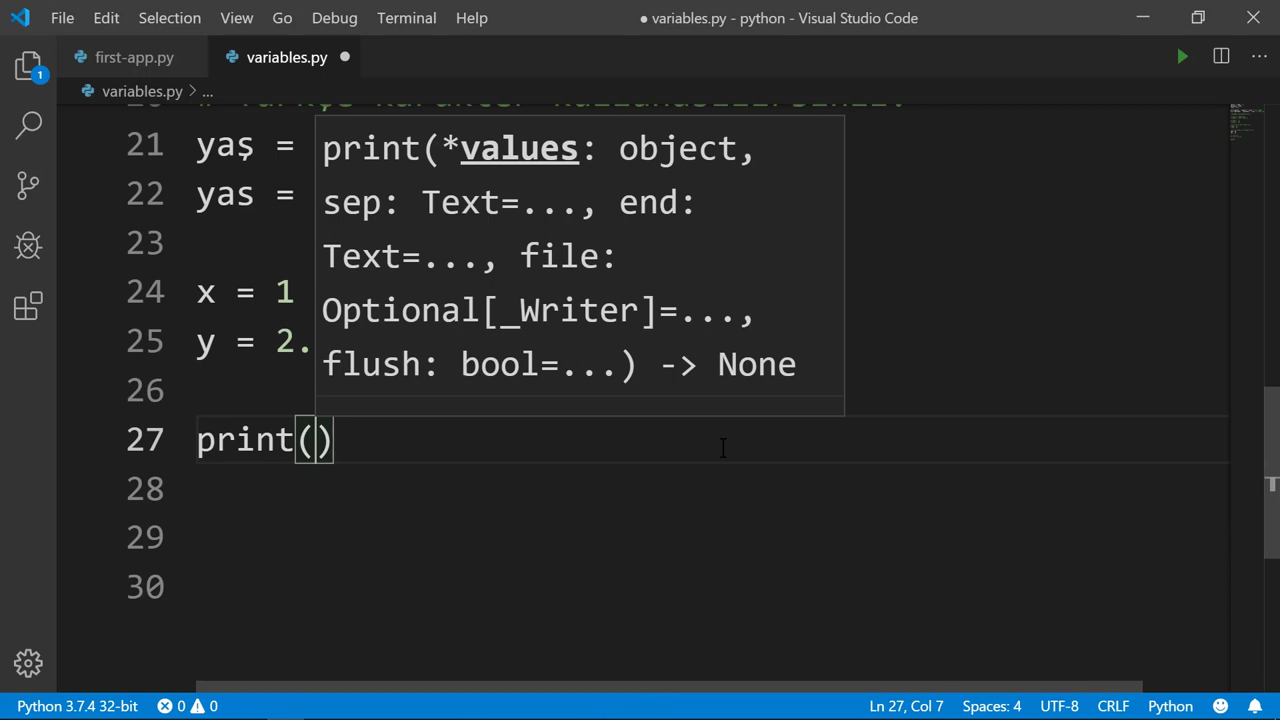 File Edit Selection View Go Debug Terminal Help
● variables.py - python - Visual Studio Code
first-app.py
variables.py
variables.py > ...
21 yaş =
22 yas =
23
24 x = 1
25 y = 2.
26
27 print()
28
29
30
print(*values: object,
sep: Text=..., end:
Text=..., file:
Optional[_Writer]=...,
flush: bool=...) -> None
1
Python 3.7.4 32-bit 0 0
Ln 27, Col 7 Spaces: 4 UTF-8 CRLF Python